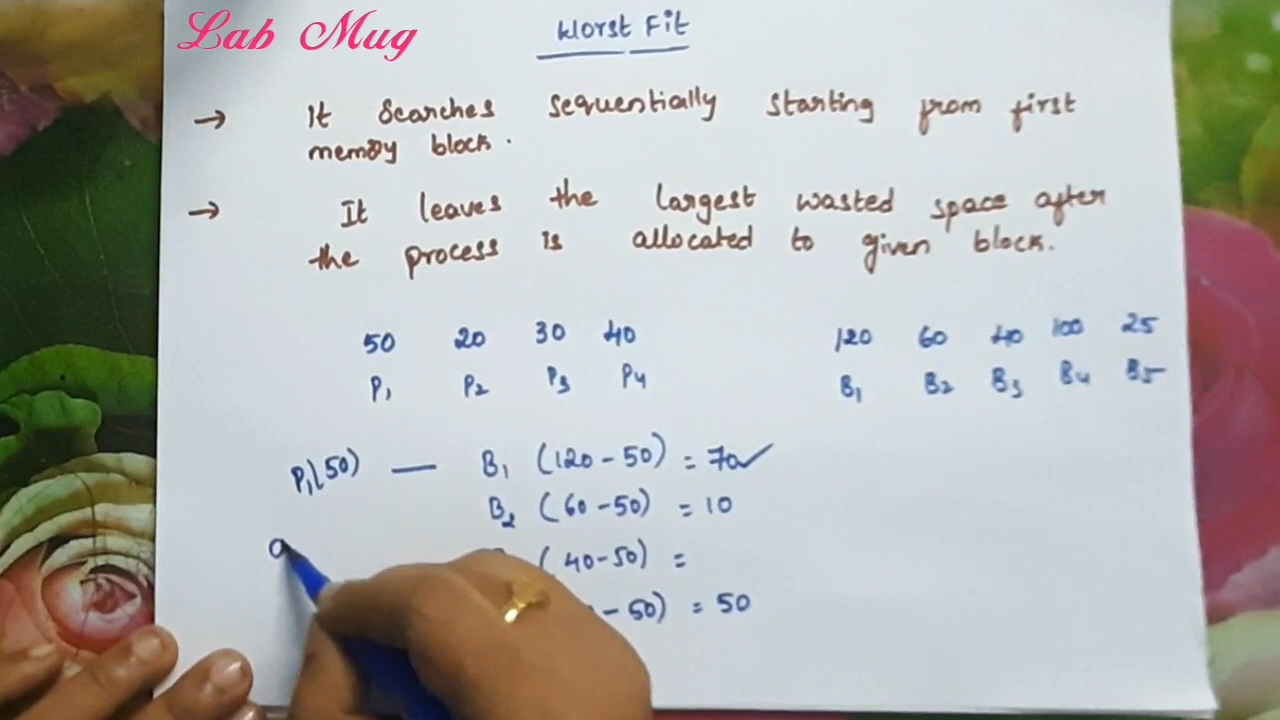 Lab Mug
Worst Fit
→ It Searches sequentially starting from first
memory block.
→ It leaves the largest wasted space after
the process is allocated to given block.
50 20 30 40 120 60 40 100 25
P1 P2 P3 P4 B1 B2 B3 B4 B5
P1(50) — B1 (120-50) = 70✓
B2 (60-50) = 10
(40-50) =
-50) = 50